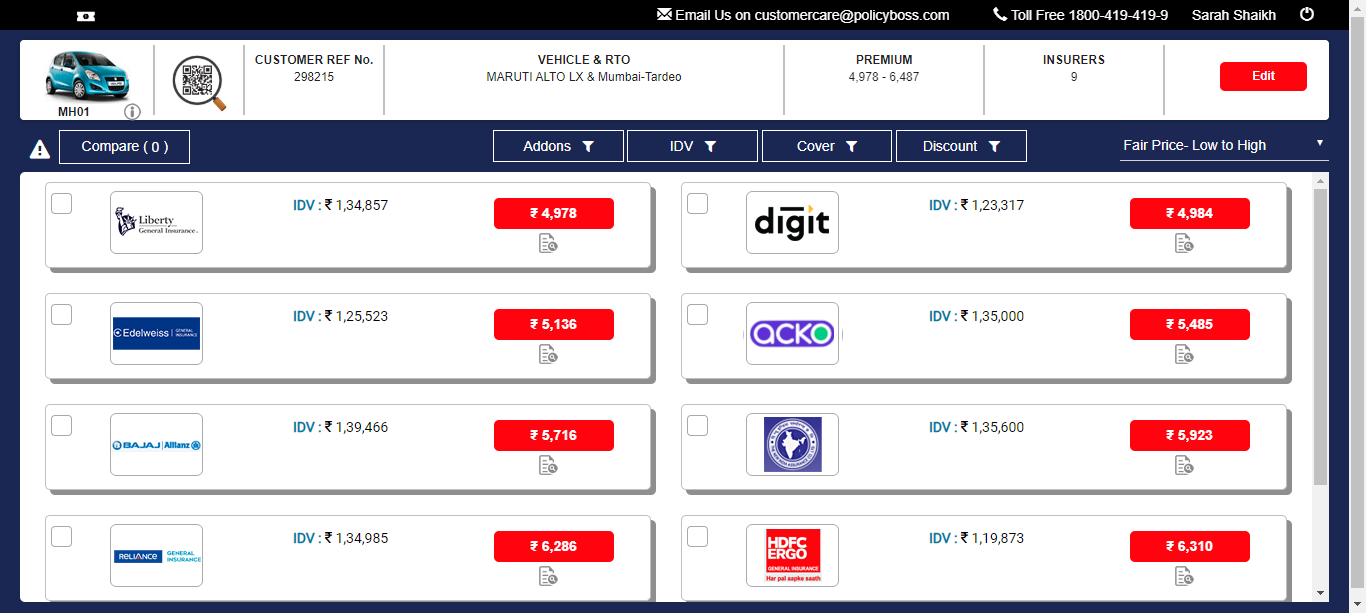 Email Us on customercare@policyboss.com
Toll Free 1800-419-419-9
Sarah Shaikh
MH01
CUSTOMER REF No.
298215
VEHICLE & RTO
MARUTI ALTO LX & Mumbai-Tardeo
PREMIUM
4,978 - 6,487
INSURERS
9
Edit
Compare ( 0 )
Addons
IDV
Cover
Discount
Fair Price- Low to High
Liberty
General Insurance.
IDV : ₹ 1,34,857
₹ 4,978
digit
IDV : ₹ 1,23,317
₹ 4,984
Edelweiss
GENERAL
INSURANCE
IDV : ₹ 1,25,523
₹ 5,136
acko
IDV : ₹ 1,35,000
₹ 5,485
BAJAJ Allianz
IDV : ₹ 1,39,466
₹ 5,716
IDV : ₹ 1,35,600
₹ 5,923
RELIANCE
GENERAL
INSURANCE
IDV : ₹ 1,34,985
₹ 6,286
HDFC
ERGO
GENERAL INSURANCE
Har pal aapke saath
IDV : ₹ 1,19,873
₹ 6,310